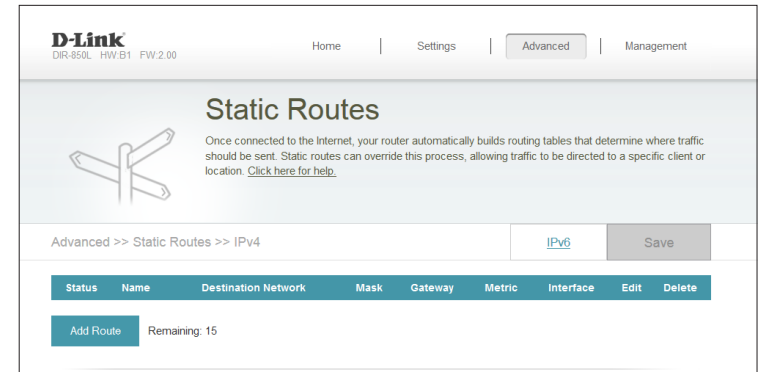 D-Link
DIR-850L HW:B1 FW:2.00
Home | Settings | Advanced | Management
Static Routes
Once connected to the Internet, your router automatically builds routing tables that determine where traffic
should be sent. Static routes can override this process, allowing traffic to be directed to a specific client or
location. Click here for help.
Advanced >> Static Routes >> IPv4
IPv6
Save
Status Name Destination Network Mask Gateway Metric Interface Edit Delete
Add Route Remaining: 15